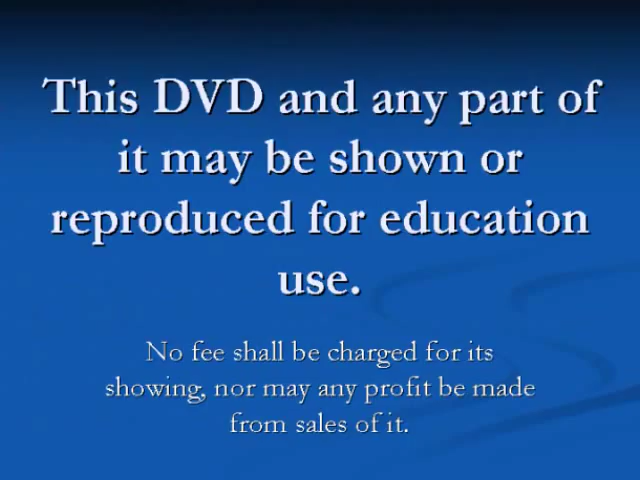 This DVD and any part of
it may be shown or
reproduced for education
use.
No fee shall be charged for its
showing, nor may any profit be made
from sales of it.